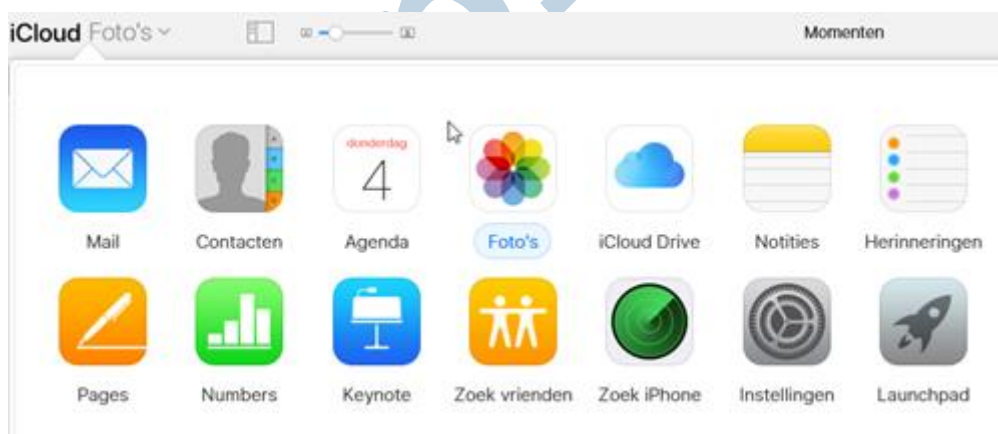 iCloud Foto's Momenten
donderdag
4
Mail Contacten Agenda Foto's iCloud Drive Notities Herinneringen
Pages Numbers Keynote Zoek vrienden Zoek iPhone Instellingen Launchpad